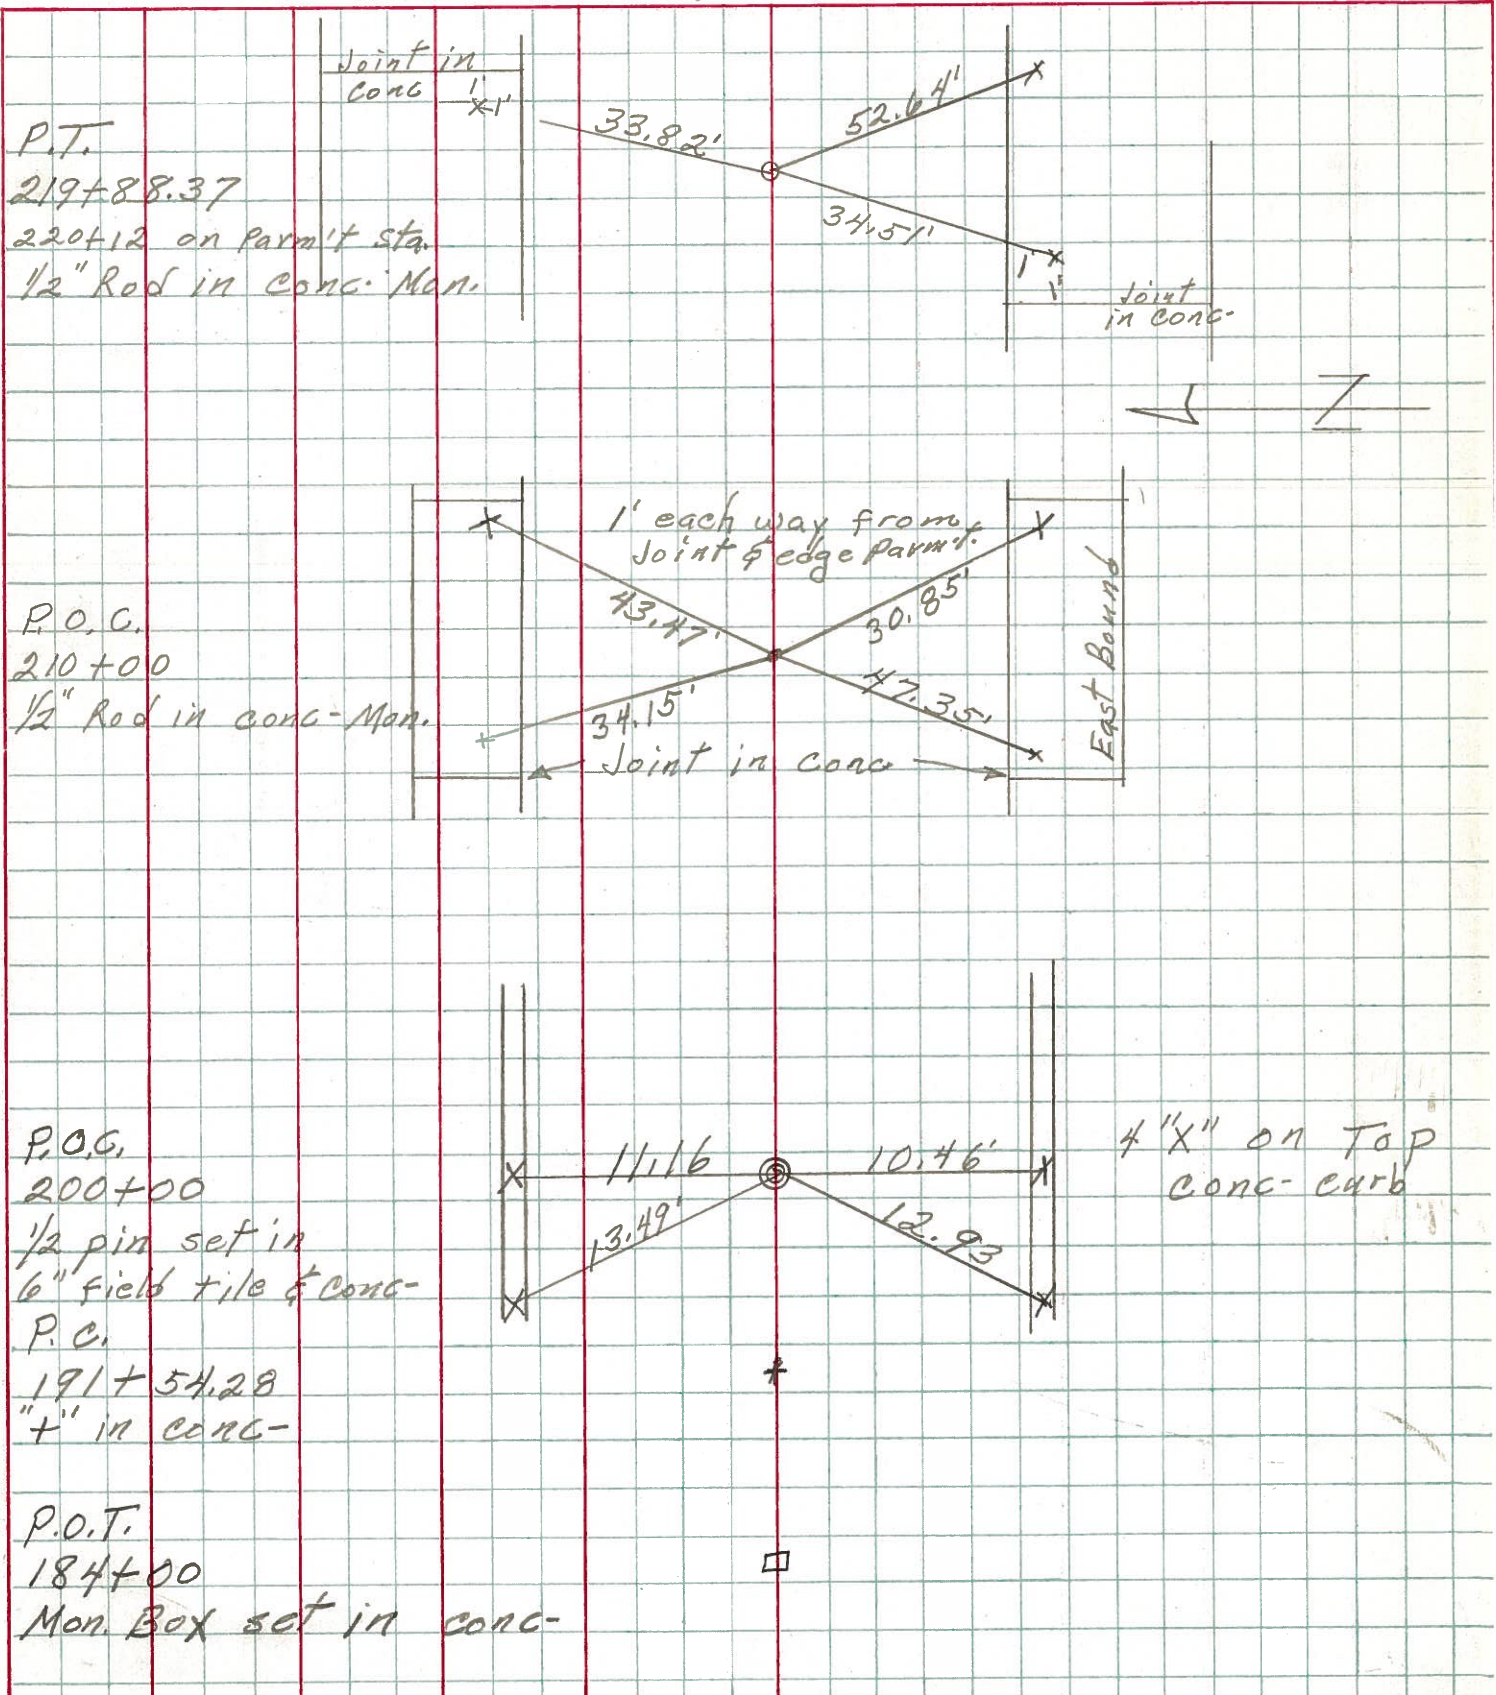 Joint in
conc 1' 1'
52.64'
33.82'
P.T.
219+88.37
34.51'
220+12 on Parm't sta.
1/2" Rod in conc. Mon.
1' 1'
Joint
in conc-
N
1' each way from
Joint & edge Parm't.
43.47'
30.85'
East Bound
P.O.C.
210+00
1/2" Rod in conc-Mon.
34.15'
47.35'
Joint in conc
P.O.C.
200+00
1/2 pin set in
6" field tile & conc-
11.16
10.46'
13.49'
12.93
4 "X" on Top
conc- curb
P.C.
191+54.28
"+" in conc-
P.O.T.
184+00
Mon. Box set in conc-